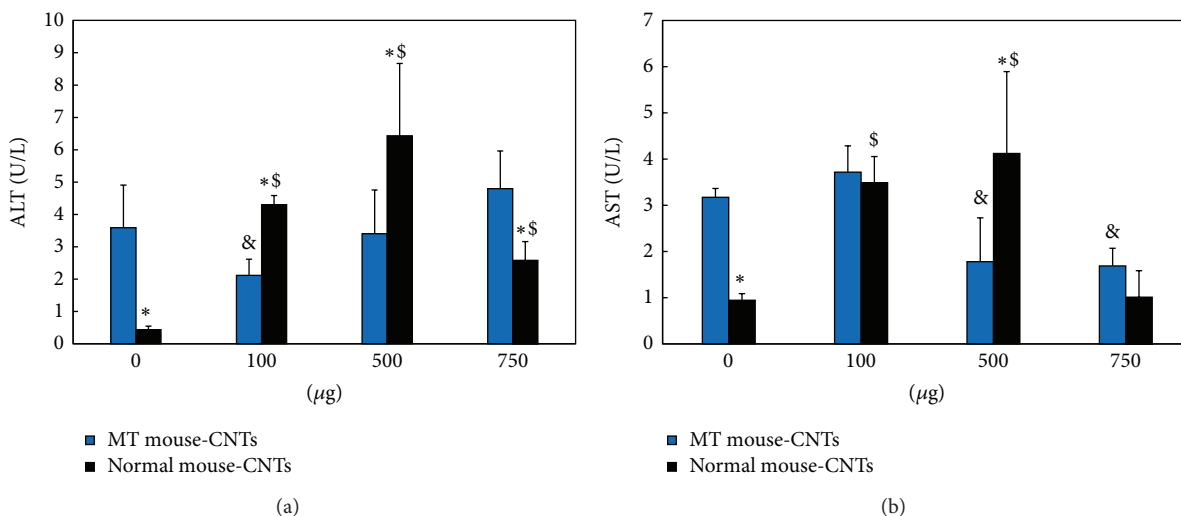 10
9
8
7
6
5
4
3
2
1
0
ALT (U/L)
*
&
*$
*$
*$
0 100 500 750
(μg)
MT mouse-CNTs
Normal mouse-CNTs
(a)
7
6
5
4
3
2
1
0
AST (U/L)
*
$
&
*$
&
0 100 500 750
(μg)
MT mouse-CNTs
Normal mouse-CNTs
(b)